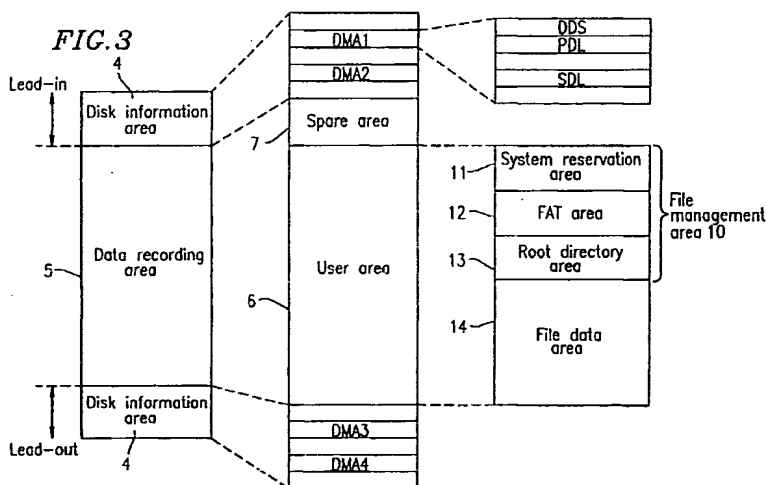 FIG.3
Lead-in
4
Disk information
area
5
Data recording
area
Disk information
area
4
Lead-out
DMA1
DMA2
7
Spare area
6
User area
DMA3
DMA4
DDS
PDL
SDL
11
System reservation
area
12
FAT area
13
Root directory
area
14
File data
area
File
management
area 10